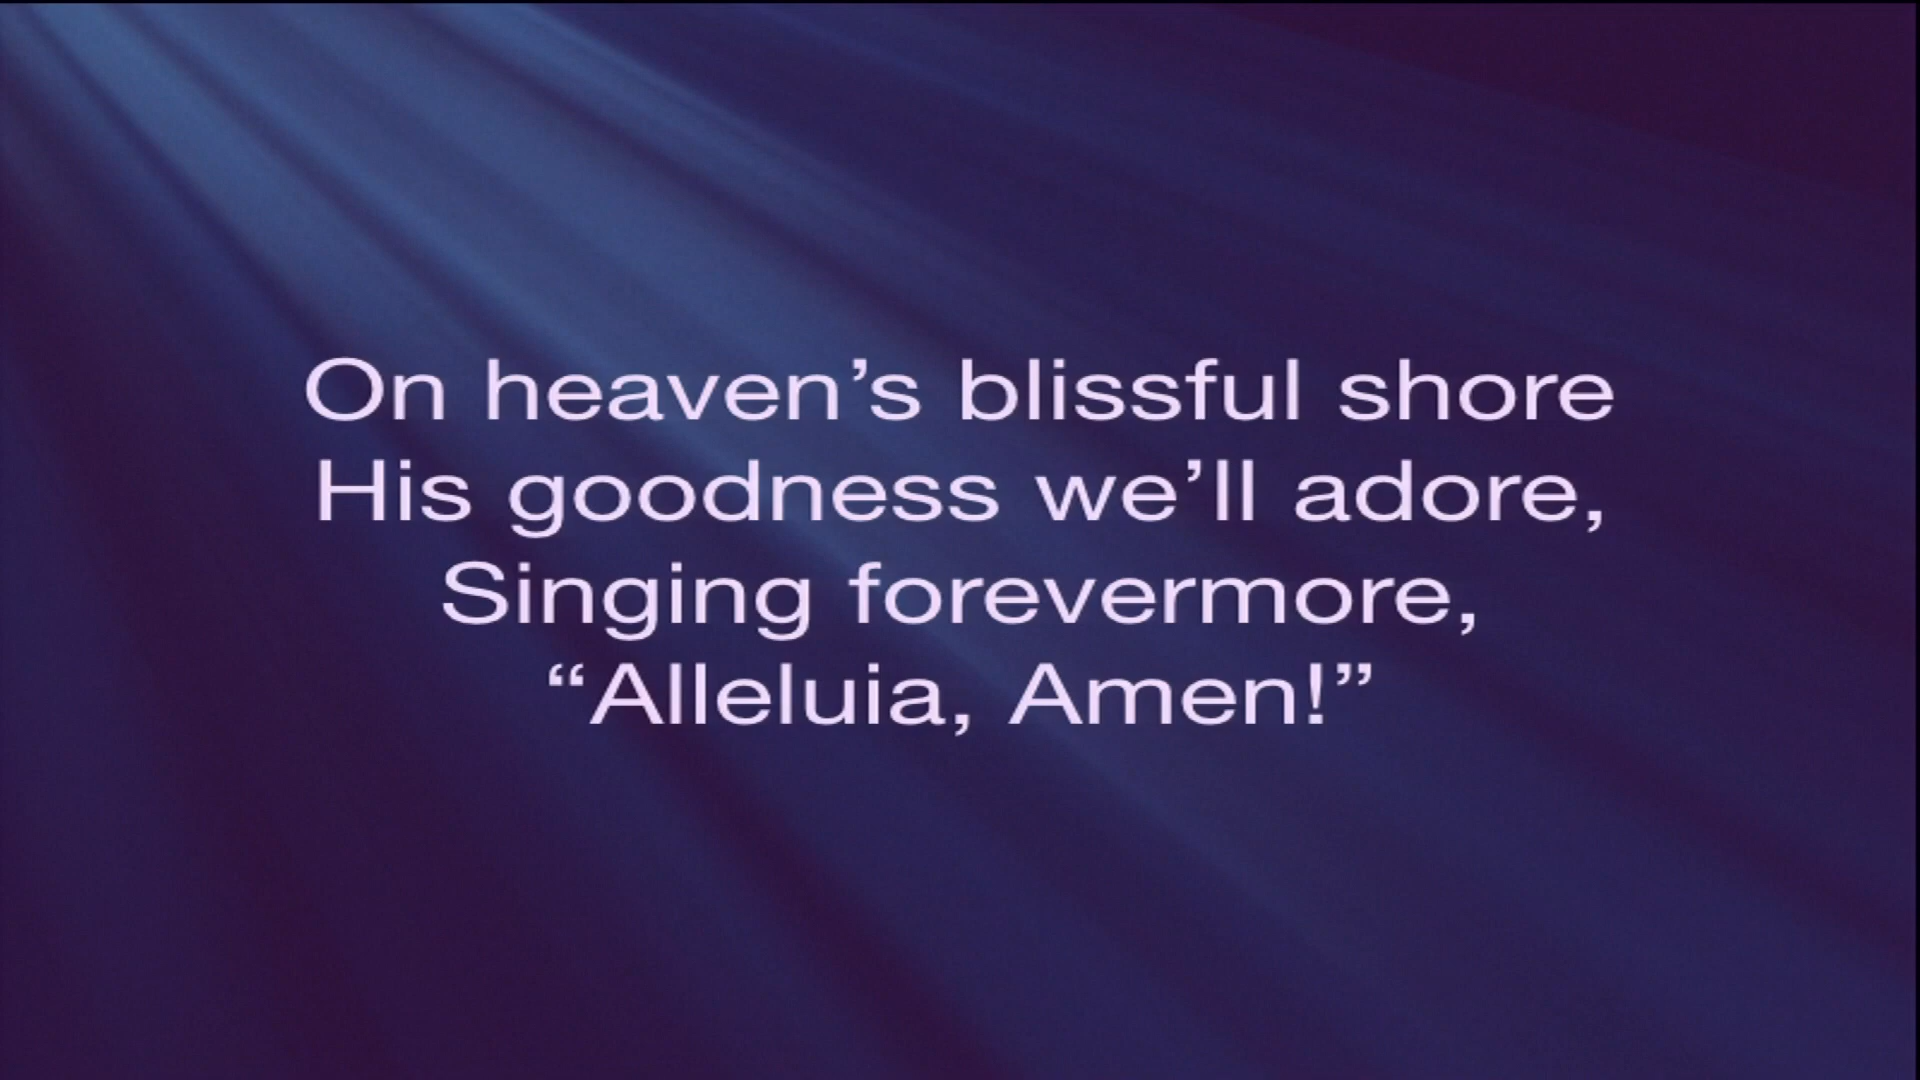 On heaven’s blissful shore
His goodness we’ll adore,
Singing forevermore,
“Alleluia, Amen!”